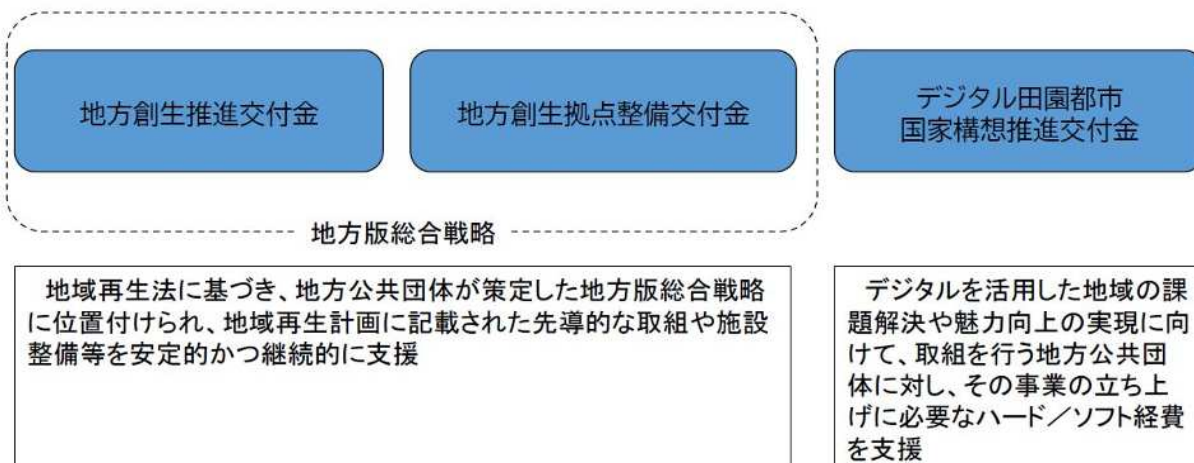 地方創生推進交付金
地方創生拠点整備交付金
デジタル田園都市
国家構想推進交付金
地方版総合戦略
地域再生法に基づき、地方公共団体が策定した地方版総合戦略
に位置付けられ、地域再生計画に記載された先導的な取組や施設
整備等を安定的かつ継続的に支援
デジタルを活用した地域の課
題解決や魅力向上の実現に向
けて、取組を行う地方公共団
体に対し、その事業の立ち上
げに必要なハード／ソフト経費
を支援